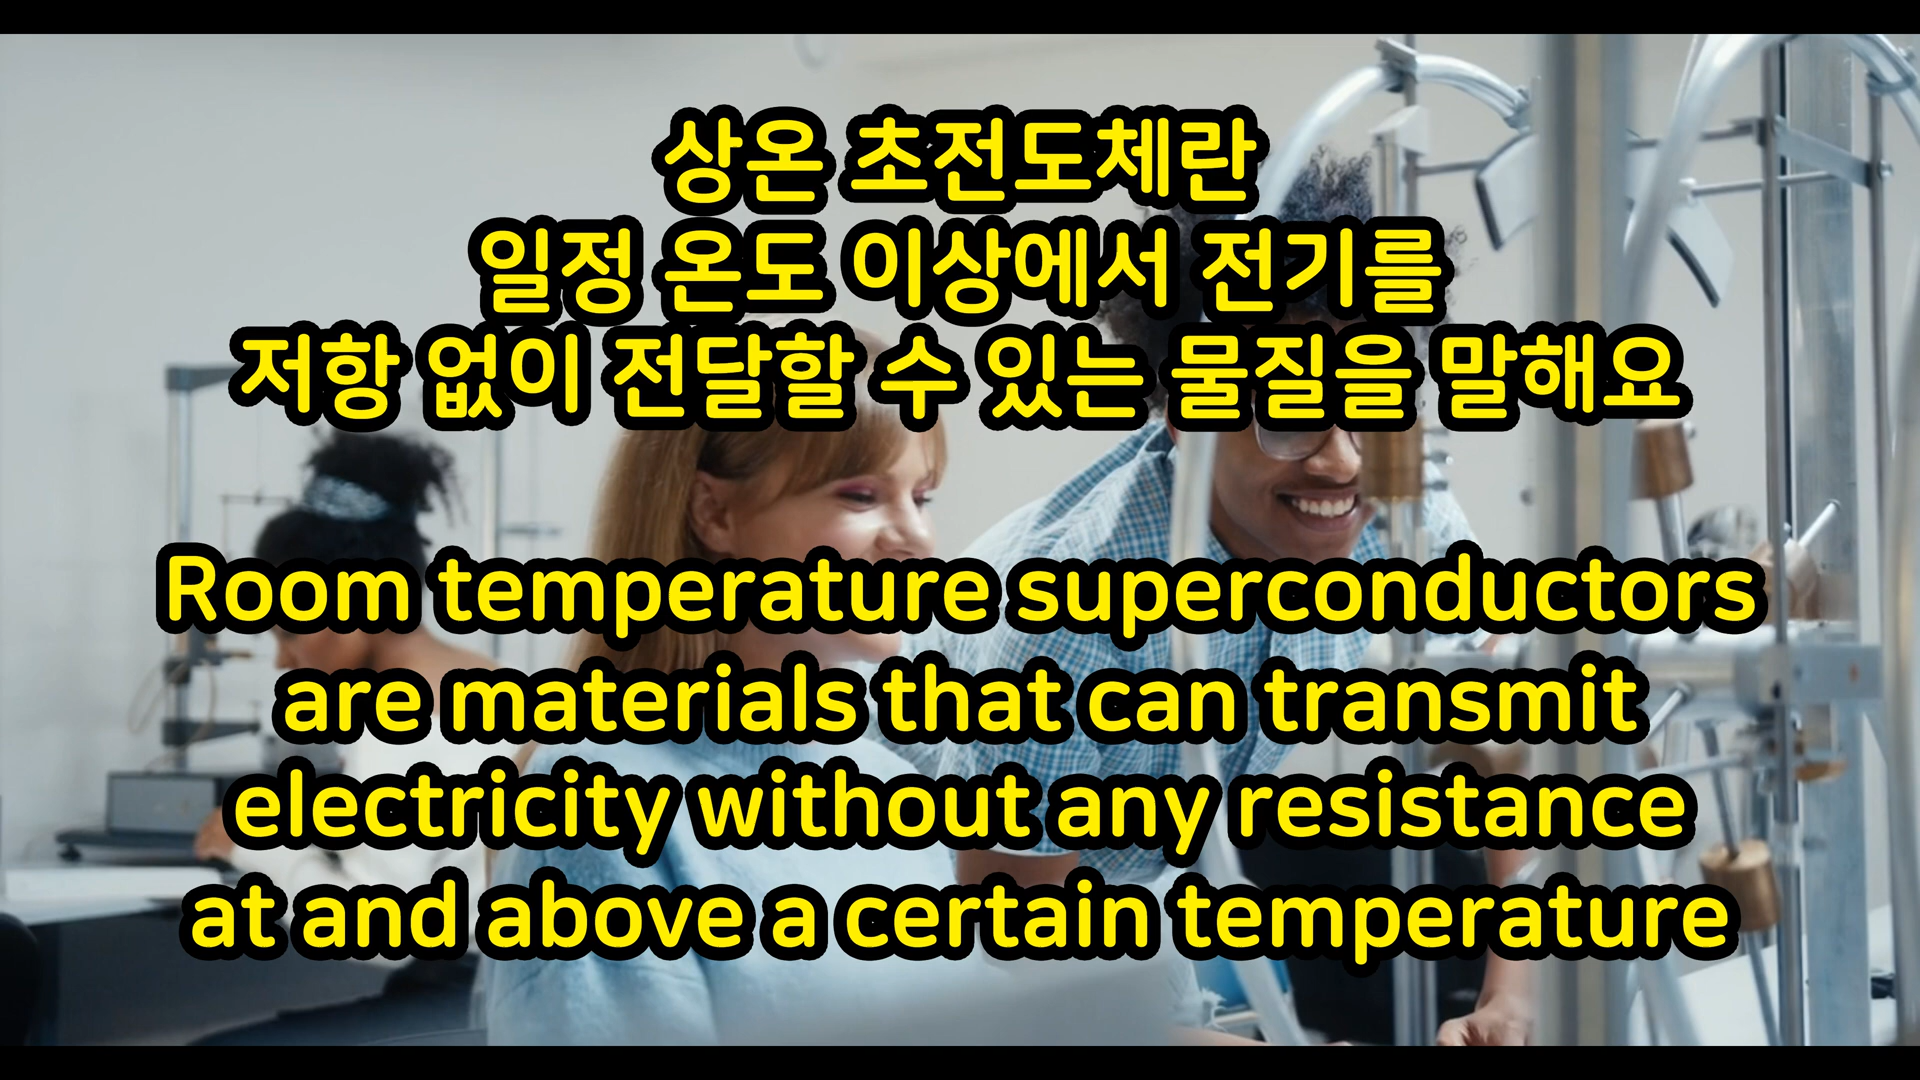 상온 초전도체란
일정 온도 이상에서 전기를
저항 없이 전달할 수 있는 물질을 말해요
Room temperature superconductors
are materials that can transmit
electricity without any resistance
at and above a certain temperature